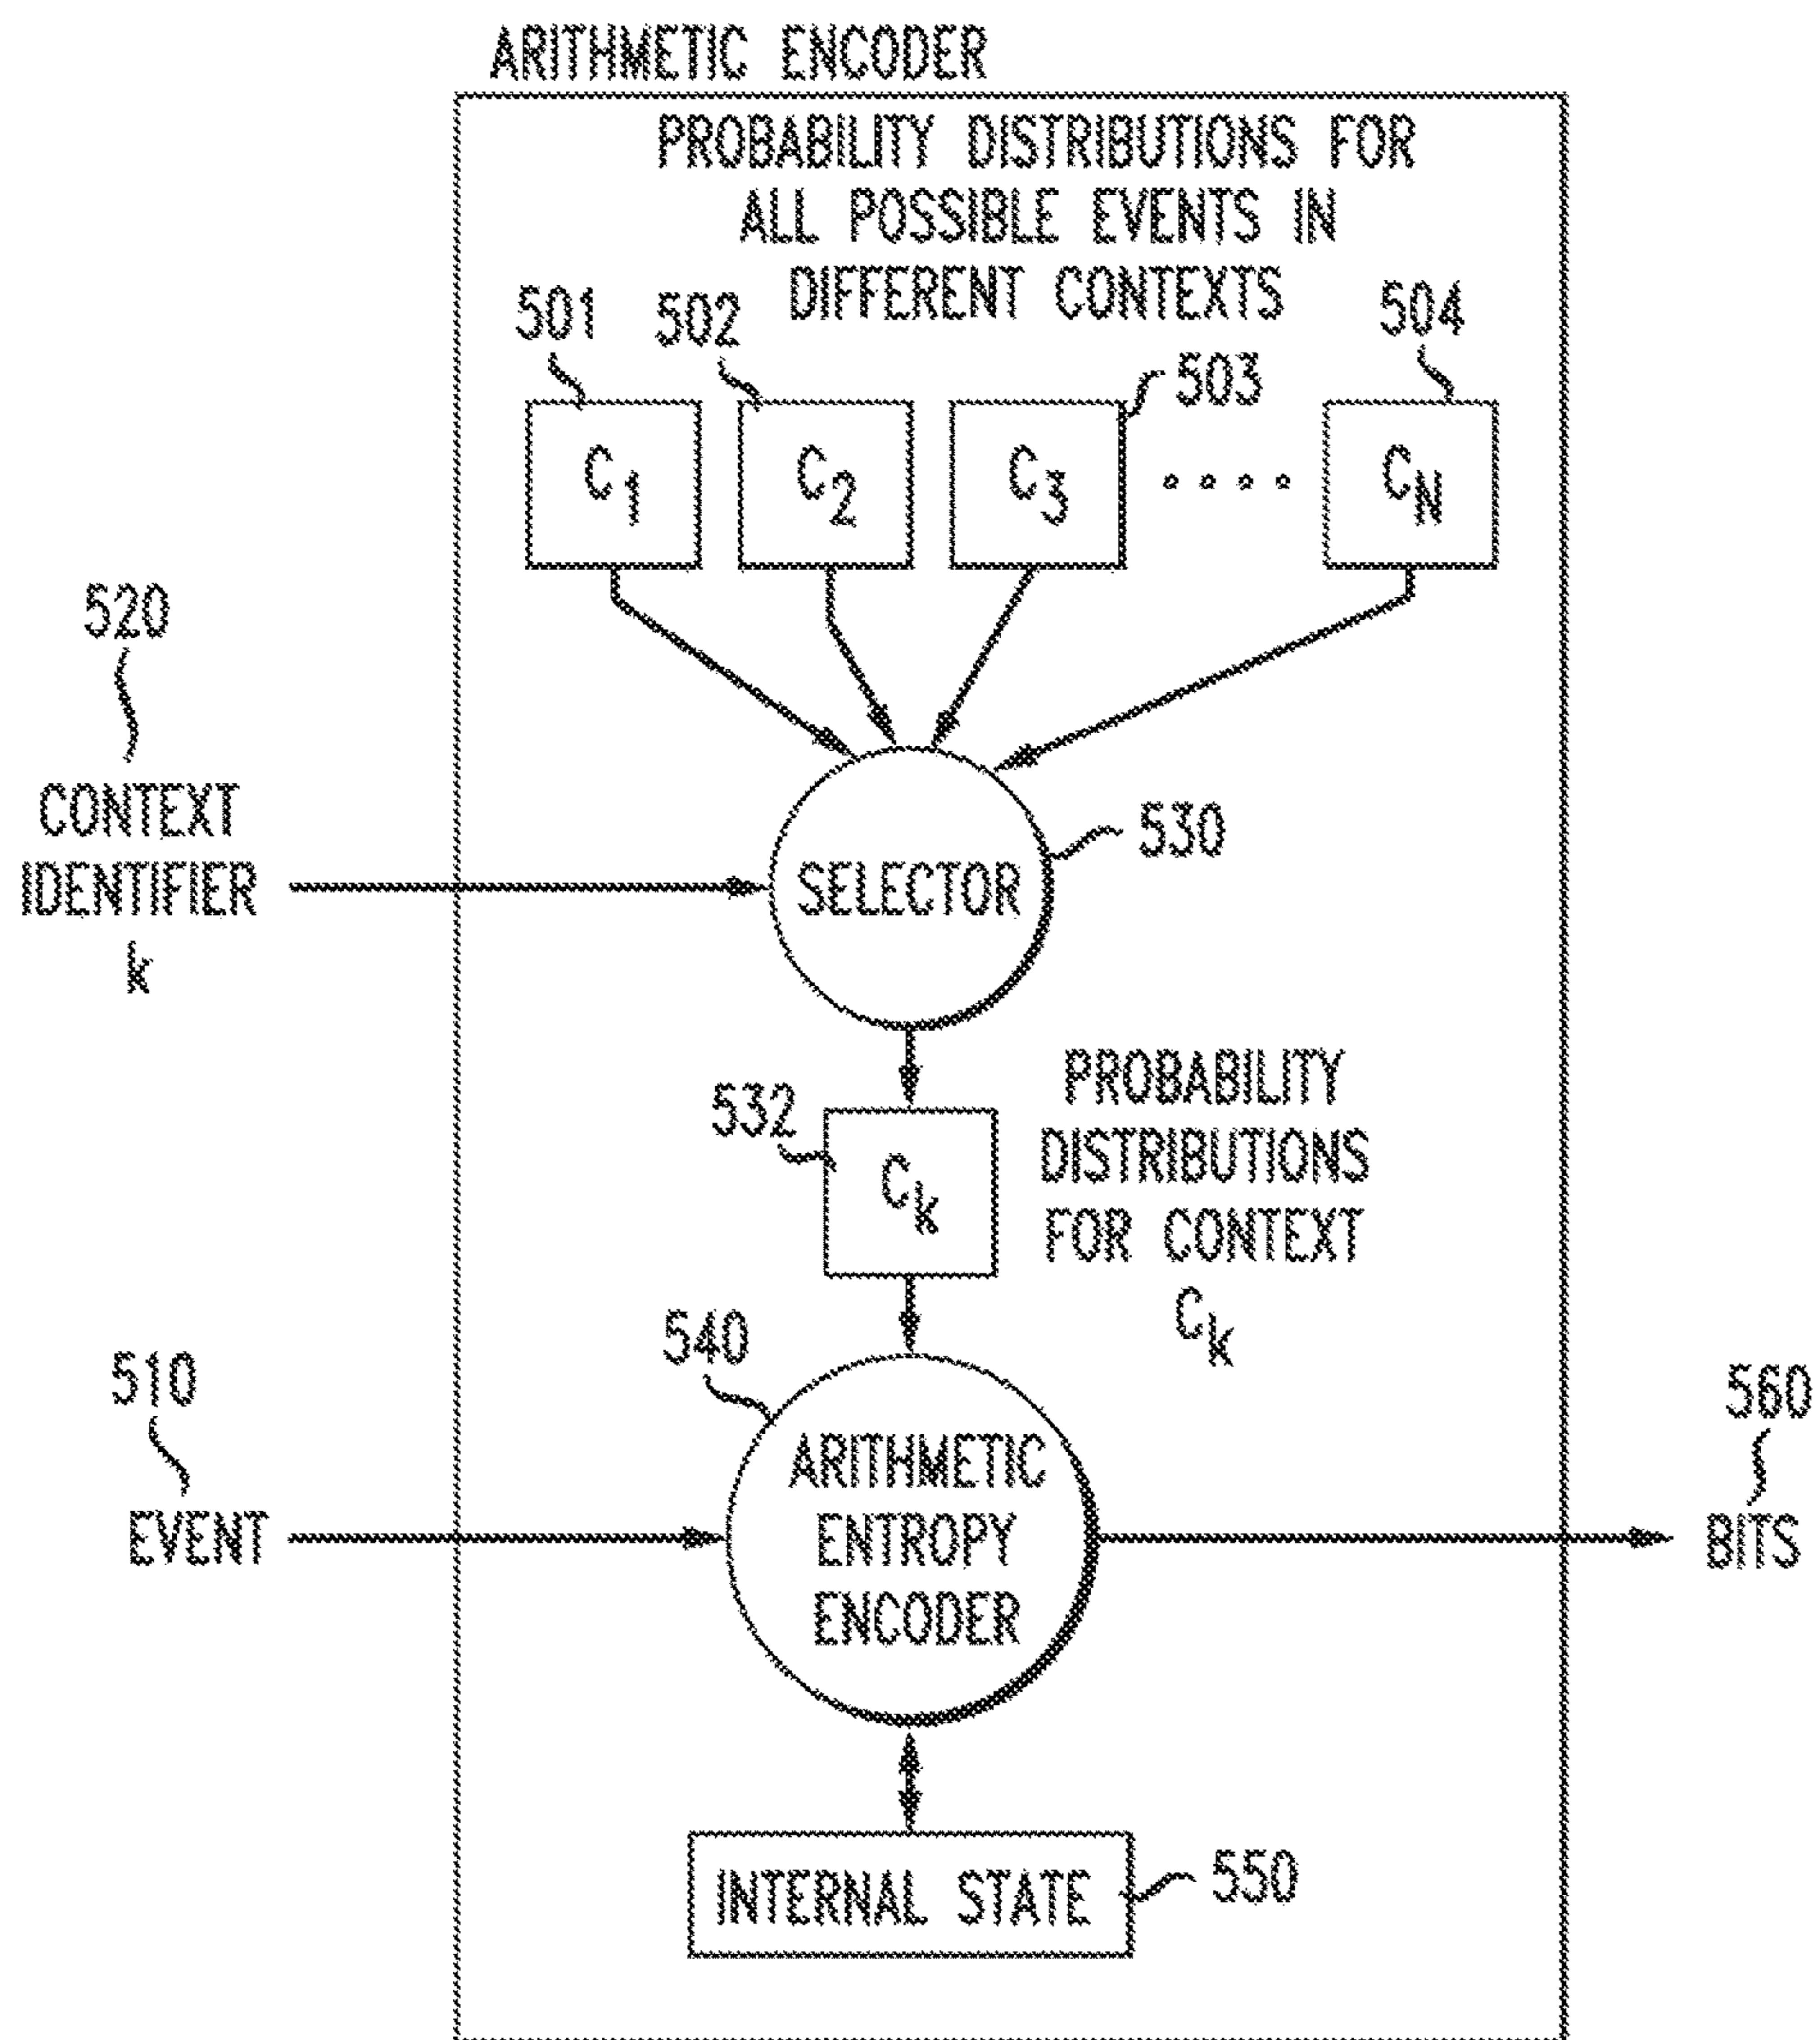 ARITHMETIC ENCODER
PROBABILITY DISTRIBUTIONS FOR
ALL POSSIBLE EVENTS IN
DIFFERENT CONTEXTS
501
502
503
504
C1
C2
C3
CN
520
CONTEXT
IDENTIFIER
k
SELECTOR
530
532
Ck
PROBABILITY
DISTRIBUTIONS
FOR CONTEXT
Ck
540
510
EVENT
ARITHMETIC
ENTROPY
ENCODER
560
BITS
INTERNAL STATE
550